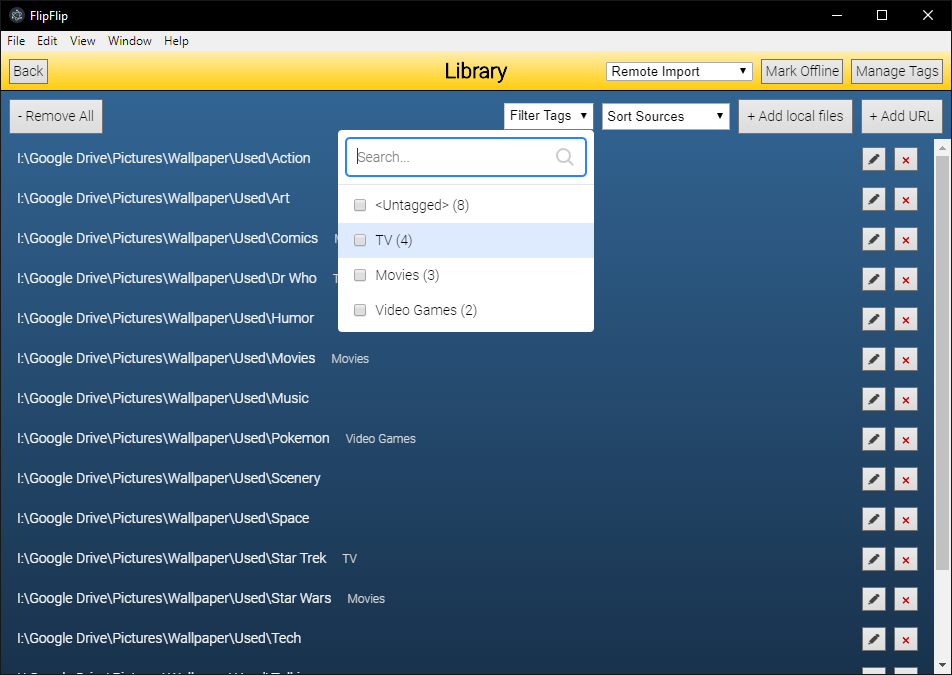 FlipFlip
File Edit View Window Help
Back Library Remote Import Mark Offline Manage Tags
- Remove All Filter Tags Sort Sources + Add local files + Add URL
Search...
I:\Google Drive\Pictures\Wallpaper\Used\Action
<Untagged> (8)
I:\Google Drive\Pictures\Wallpaper\Used\Art
TV (4)
I:\Google Drive\Pictures\Wallpaper\Used\Comics
Movies (3)
I:\Google Drive\Pictures\Wallpaper\Used\Dr Who
Video Games (2)
I:\Google Drive\Pictures\Wallpaper\Used\Humor
I:\Google Drive\Pictures\Wallpaper\Used\Movies Movies
I:\Google Drive\Pictures\Wallpaper\Used\Music
I:\Google Drive\Pictures\Wallpaper\Used\Pokemon Video Games
I:\Google Drive\Pictures\Wallpaper\Used\Scenery
I:\Google Drive\Pictures\Wallpaper\Used\Space
I:\Google Drive\Pictures\Wallpaper\Used\Star Trek TV
I:\Google Drive\Pictures\Wallpaper\Used\Star Wars Movies
I:\Google Drive\Pictures\Wallpaper\Used\Tech